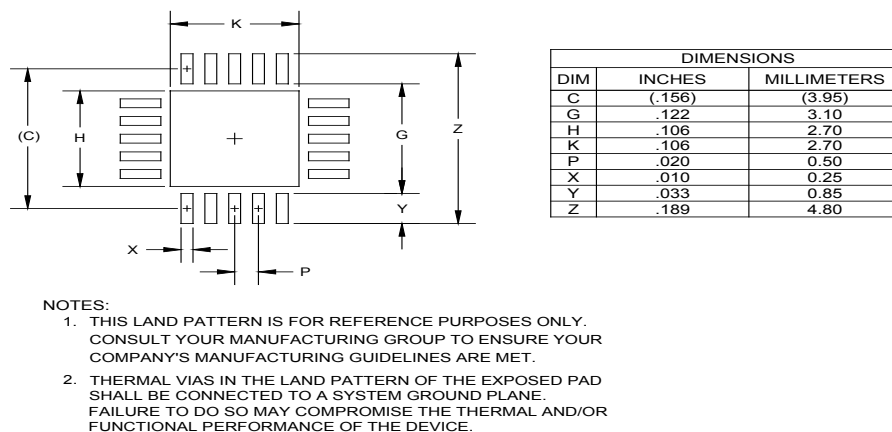 K
(C)
H
G
Z
Y
X
P
DIMENSIONS
DIM INCHES MILLIMETERS
C (.156) (3.95)
G .122 3.10
H .106 2.70
K .106 2.70
P .020 0.50
X .010 0.25
Y .033 0.85
Z .189 4.80
NOTES:
1. THIS LAND PATTERN IS FOR REFERENCE PURPOSES ONLY.
CONSULT YOUR MANUFACTURING GROUP TO ENSURE YOUR
COMPANY'S MANUFACTURING GUIDELINES ARE MET.
2. THERMAL VIAS IN THE LAND PATTERN OF THE EXPOSED PAD
SHALL BE CONNECTED TO A SYSTEM GROUND PLANE.
FAILURE TO DO SO MAY COMPROMISE THE THERMAL AND/OR
FUNCTIONAL PERFORMANCE OF THE DEVICE.